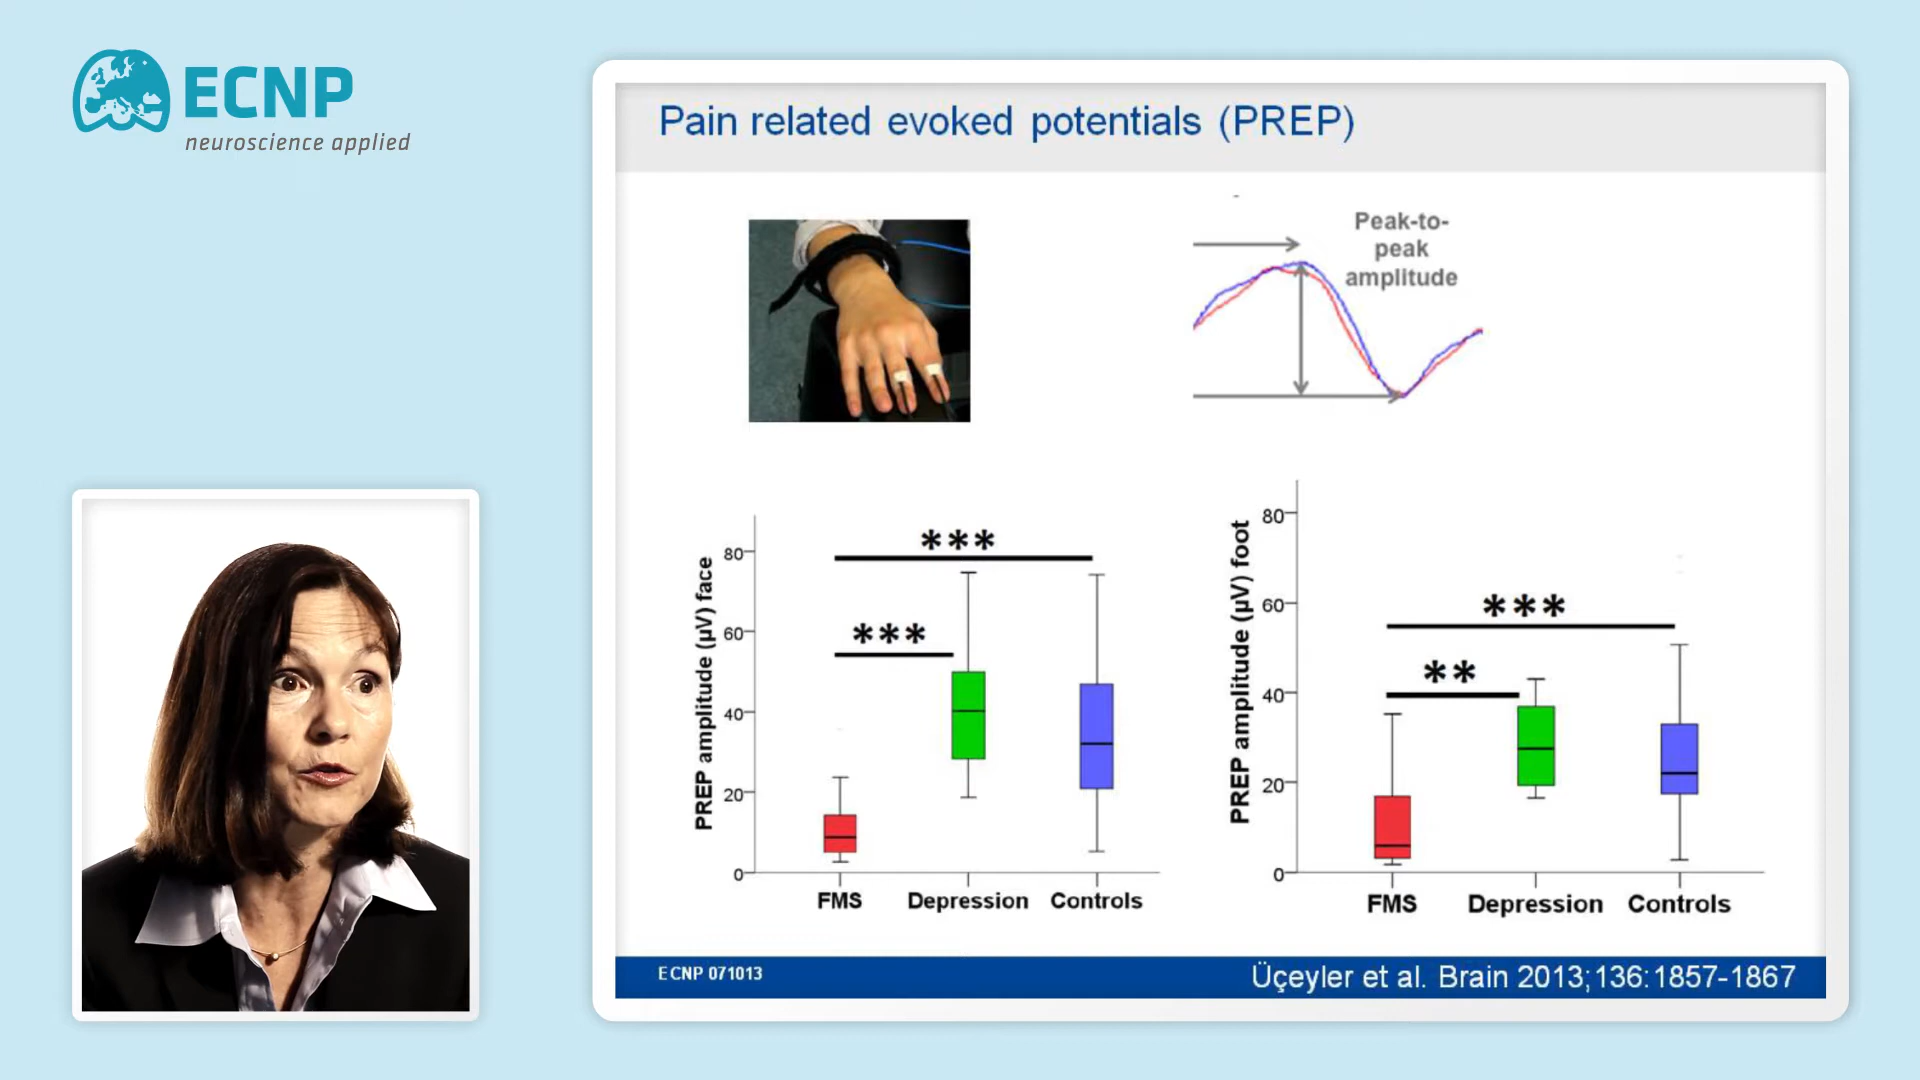 ECNP
neuroscience applied
Pain related evoked potentials (PREP)
Peak-to-
peak
amplitude
PREP amplitude (µV) face
80
60
40
20
0
***
***
FMS Depression Controls
PREP amplitude (µV) foot
80
60
40
20
0
***
**
FMS Depression Controls
ECNP 071013
Üçeyler et al. Brain 2013;136:1857-1867